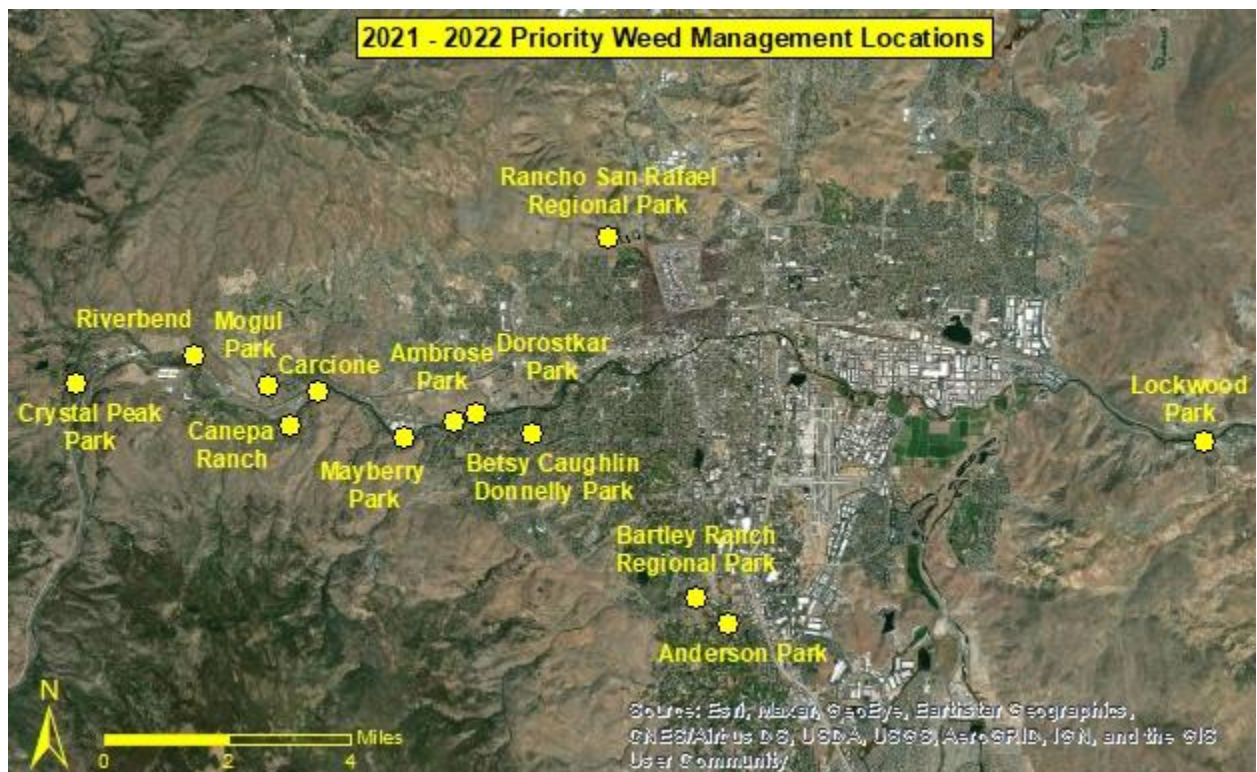 2021 - 2022 Priority Weed Management Locations
Rancho San Rafael
Regional Park
Riverbend
Mogul
Park
Carcione
Ambrose
Park
Dorostkar
Park
Lockwood
Park
Crystal Peak
Park
Canepa
Ranch
Mayberry
Park
Betsy Caughlin
Donnelly Park
Bartley Ranch
Regional Park
Anderson Park
N
Miles
0 2 4
Source: Esri, Maxar, GeoEye, Earthstar Geographics,
CNES/Airbus DS, USDA, USGS, AeroGRID, IGN, and the GIS
User Community